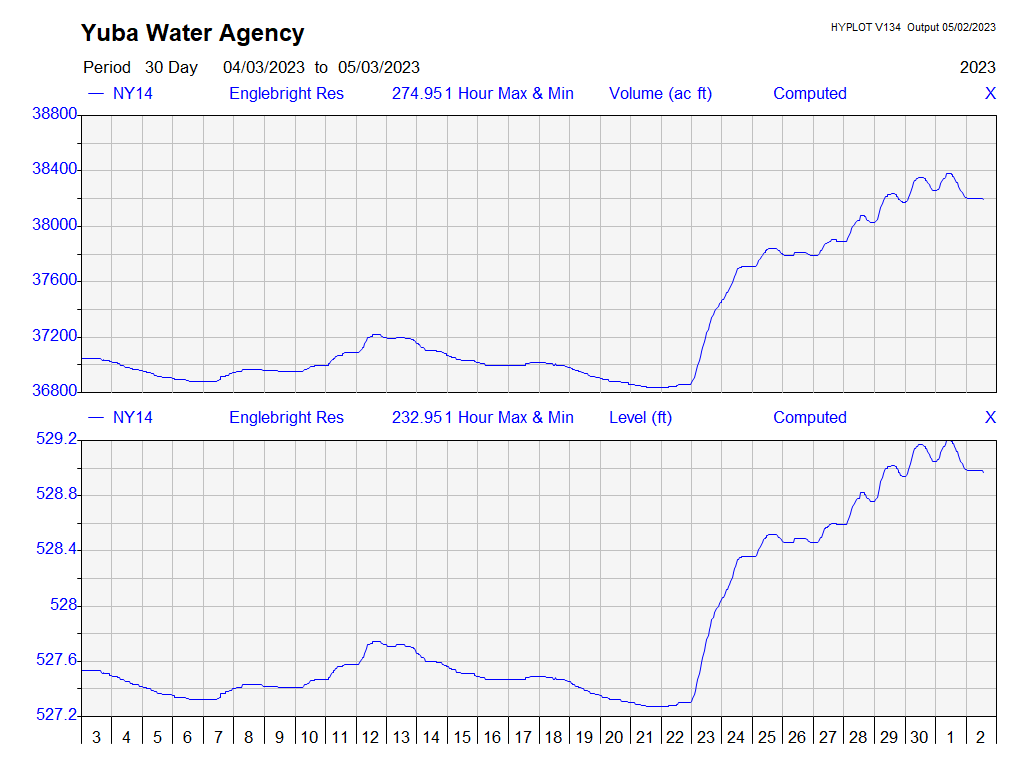 Yuba Water Agency
HYPLOT V134 Output 05/02/2023
Period 30 Day 04/03/2023 to 05/03/2023
2023
NY14 Englebright Res 274.951 Hour Max & Min Volume (ac ft) Computed X
38800
38400
38000
37600
37200
36800
NY14 Englebright Res 232.951 Hour Max & Min Level (ft) Computed X
529.2
528.8
528.4
528
527.6
527.2
3 4 5 6 7 8 9 10 11 12 13 14 15 16 17 18 19 20 21 22 23 24 25 26 27 28 29 30 1 2